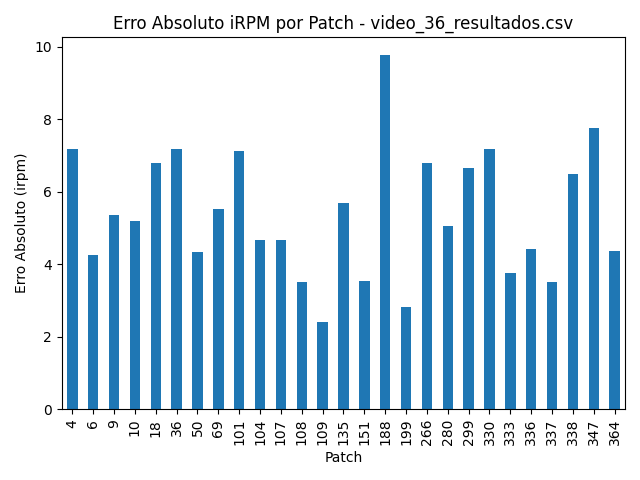 Erro Absoluto iRPM por Patch - video_36_resultados.csv
Erro Absoluto (irpm)
10
8
6
4
2
0
4 6 9 10 18 36 50 69 101 104 107 108 109 135 151 188 199 266 280 299 330 333 336 337 338 347 364
Patch